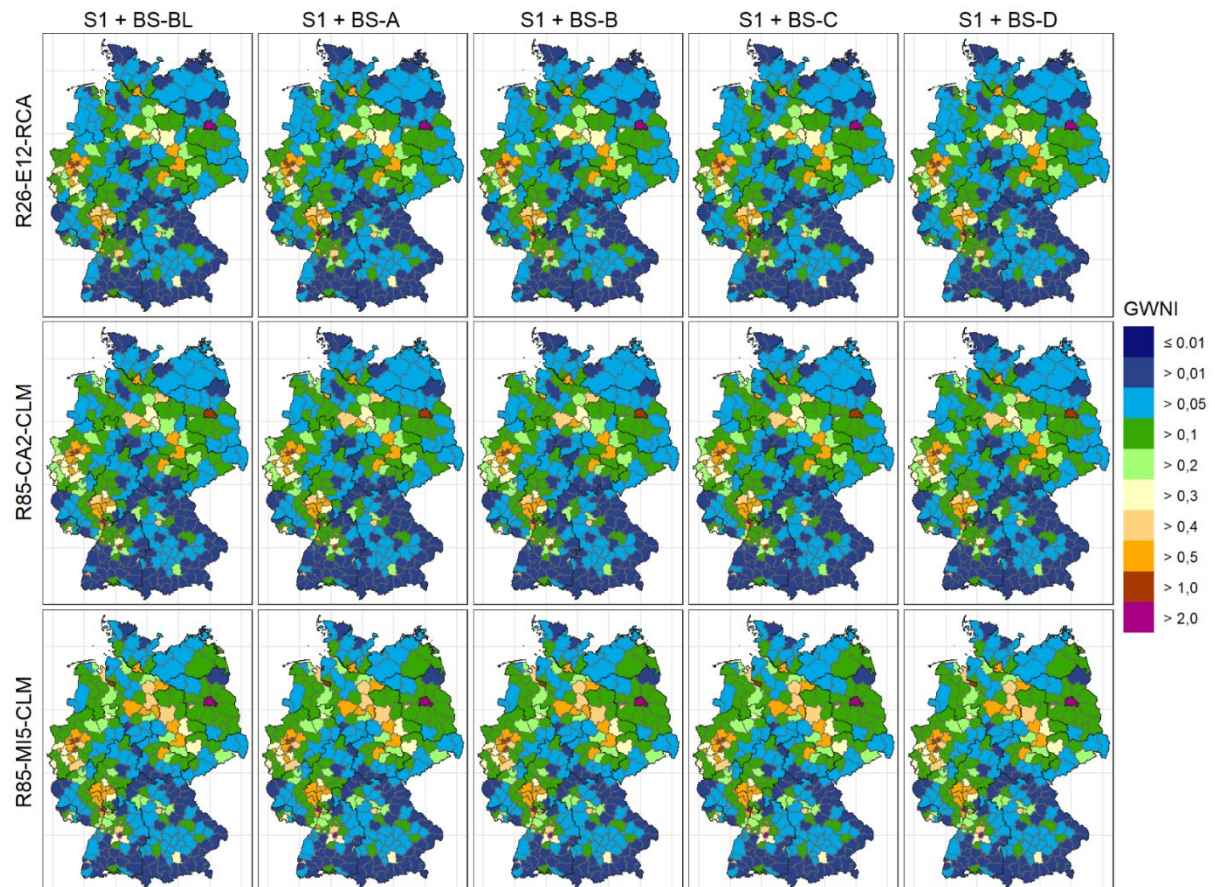 S1 + BS-BL S1 + BS-A S1 + BS-B S1 + BS-C S1 + BS-D
R26-E12-RCA
R85-CA2-CLM
R85-MI5-CLM
GWNI
≤ 0.01
> 0,01
> 0,05
> 0,1
> 0,2
> 0,3
> 0,4
> 0,5
> 1,0
> 2,0